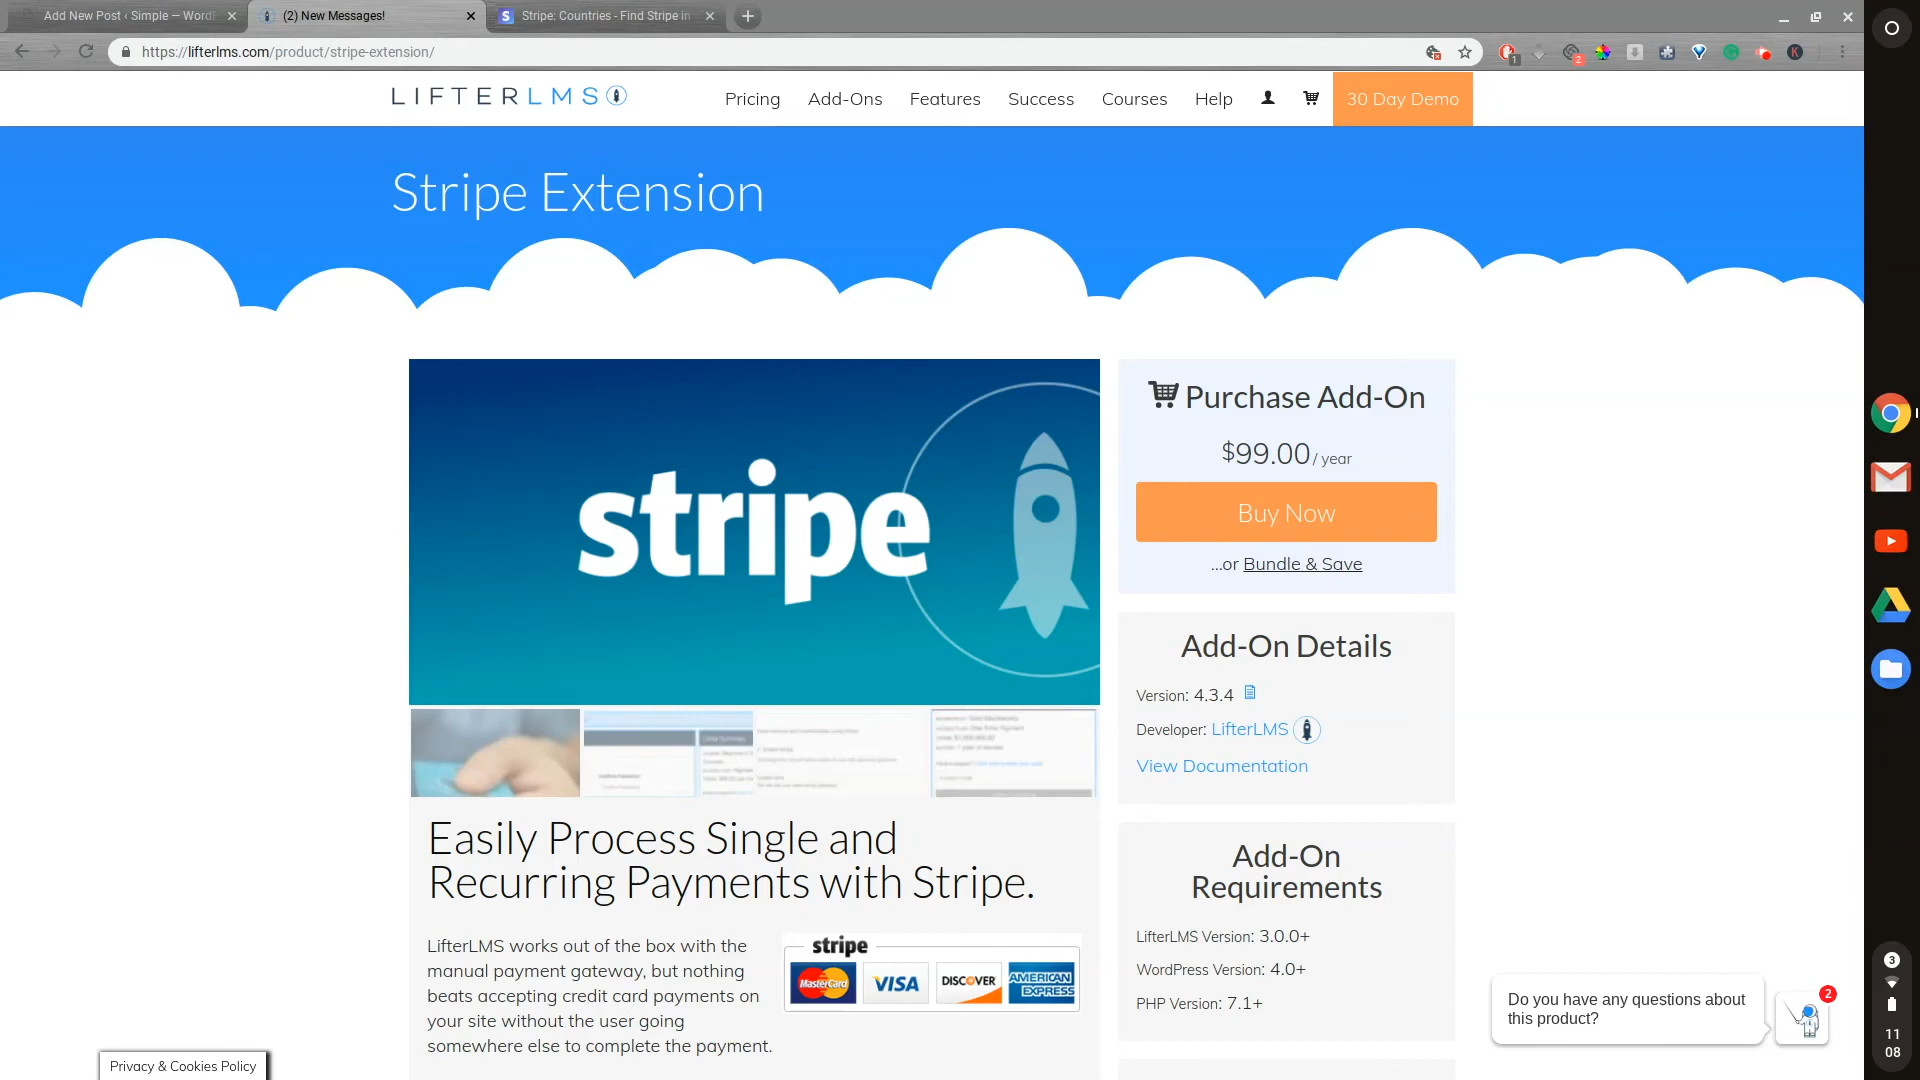 Add New Post ‹ Simple — WordP
(2) New Messages!
S
Stripe: Countries - Find Stripe in
https://lifterlms.com/product/stripe-extension/
1
2
K
LIFTERLMS
Pricing
Add-Ons
Features
Success
Courses
Help
30 Day Demo
Stripe Extension
stripe
Purchase Add-On
$99.00 / year
Buy Now
...or Bundle & Save
Add-On Details
Version: 4.3.4
Developer: LifterLMS
View Documentation
Easily Process Single and
Recurring Payments with Stripe.
LifterLMS works out of the box with the
manual payment gateway, but nothing
beats accepting credit card payments on
your site without the user going
somewhere else to complete the payment.
stripe
MasterCard
VISA
DISCOVER
AMERICAN
EXPRESS
Add-On
Requirements
LifterLMS Version: 3.0.0+
WordPress Version: 4.0+
PHP Version: 7.1+
Do you have any questions about
this product?
2
Privacy & Cookies Policy
3
11
08